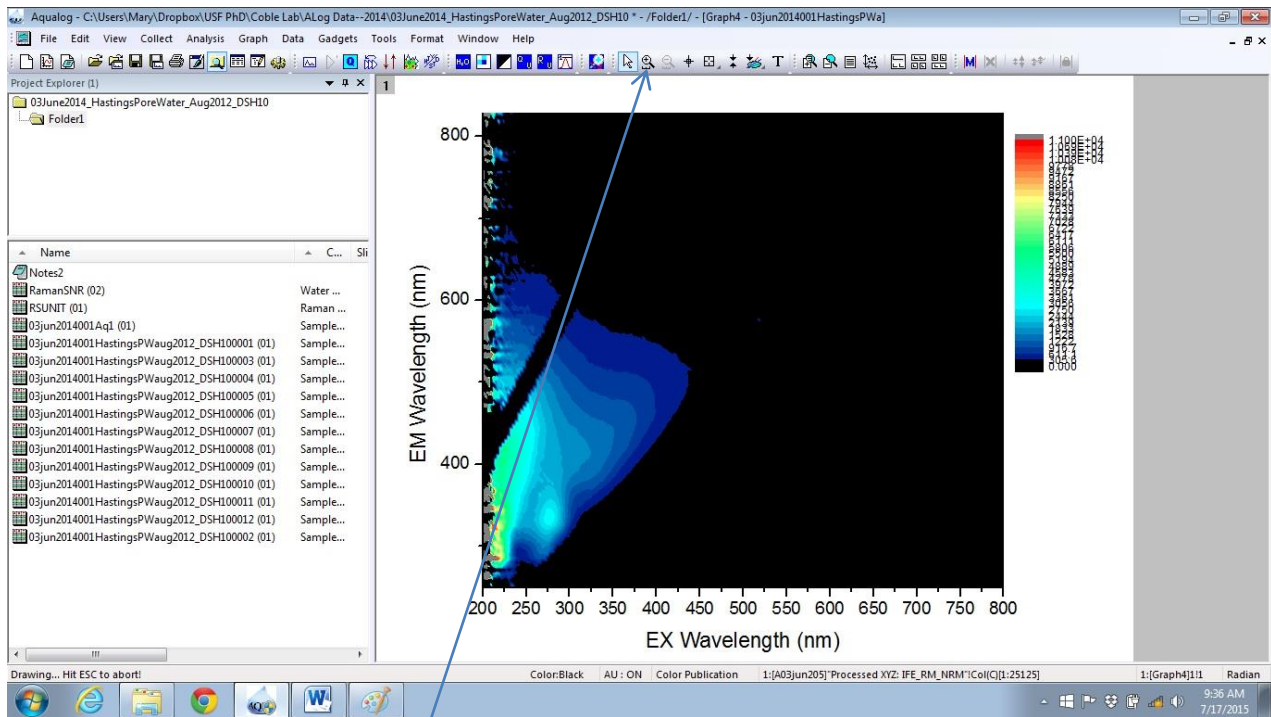 Aqualog - C:\Users\Mary\Dropbox\USF PhD\Coble Lab\ALog Data--2014\03June2014_HastingsPoreWater_Aug2012_DSH10 * - /Folder1/ - [Graph4 - 03jun2014001HastingsPWa]
File Edit View Collect Analysis Graph Data Gadgets Tools Format Window Help
Project Explorer (1)
1
03June2014_HastingsPoreWater_Aug2012_DSH10
Folder1
Name C... Sli
Notes2
RamanSNR (02) Water ...
RSUNIT (01) Raman ...
03jun2014001Aq1 (01) Sample...
03jun2014001HastingsPWaug2012_DSH100001 (01) Sample...
03jun2014001HastingsPWaug2012_DSH100003 (01) Sample...
03jun2014001HastingsPWaug2012_DSH100004 (01) Sample...
03jun2014001HastingsPWaug2012_DSH100005 (01) Sample...
03jun2014001HastingsPWaug2012_DSH100006 (01) Sample...
03jun2014001HastingsPWaug2012_DSH100007 (01) Sample...
03jun2014001HastingsPWaug2012_DSH100008 (01) Sample...
03jun2014001HastingsPWaug2012_DSH100009 (01) Sample...
03jun2014001HastingsPWaug2012_DSH100010 (01) Sample...
03jun2014001HastingsPWaug2012_DSH100011 (01) Sample...
03jun2014001HastingsPWaug2012_DSH100012 (01) Sample...
03jun2014001HastingsPWaug2012_DSH100002 (01) Sample...
800
600
400
EM Wavelength (nm)
200 250 300 350 400 450 500 550 600 650 700 750 800
EX Wavelength (nm)
1.100E+04
1.008E+04
0.000
Drawing... Hit ESC to abort! Color:Black AU : ON Color Publication 1:[A03jun205]"Processed XYZ: IFE_RM_NRM"!Col(C)[1:25125] 1:[Graph4]1!1 Radian
9:36 AM
7/17/2015